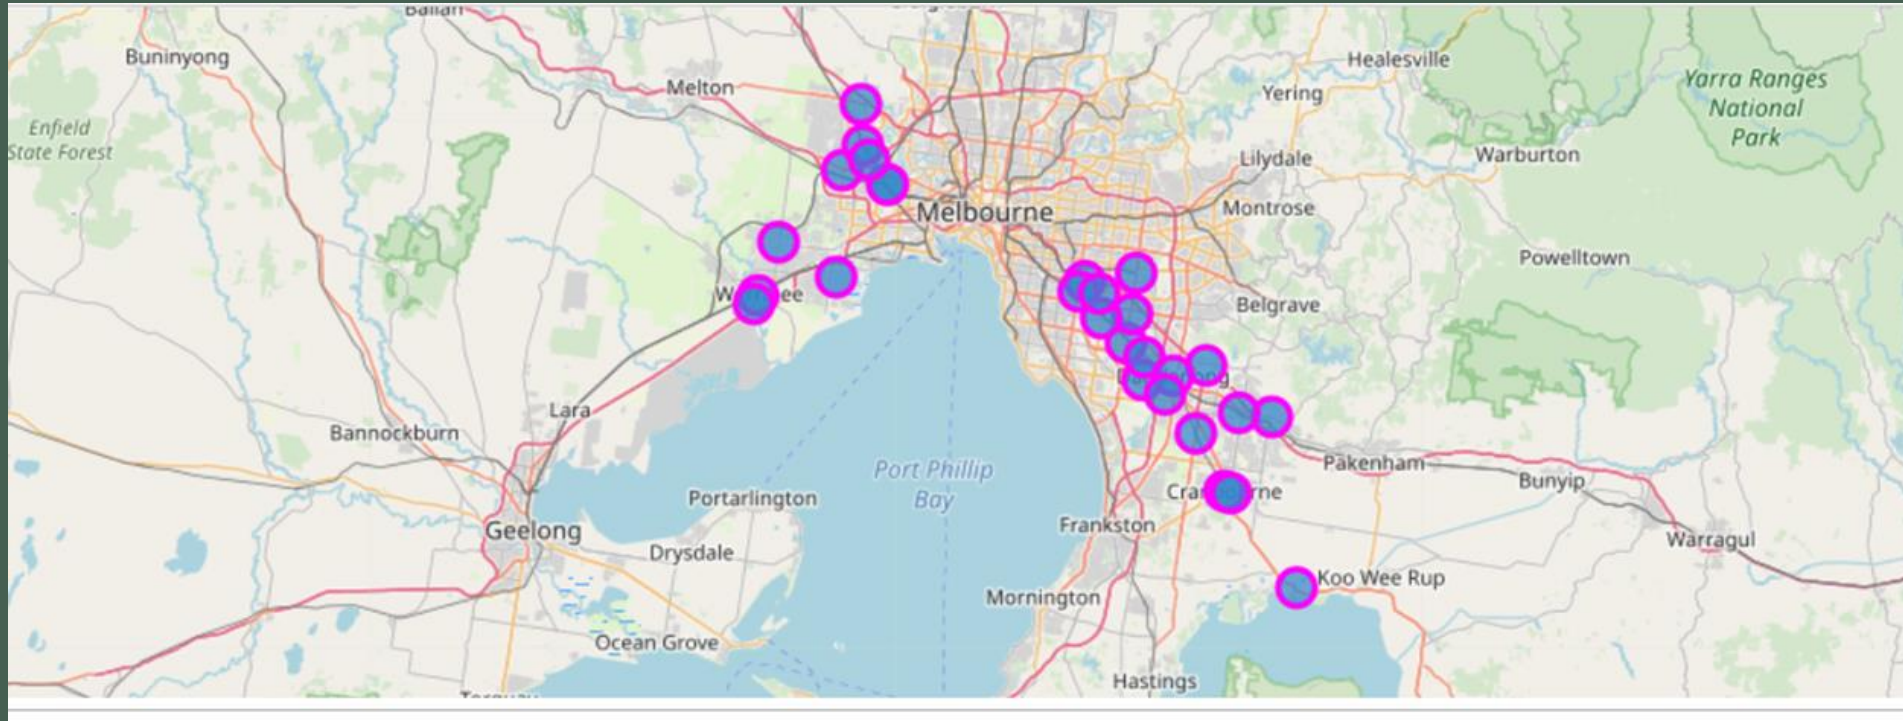 Ballan
Buninyong
Melton
Healesville
Yering
Yarra Ranges
National
Park
Enfield
State Forest
Lilydale
Warburton
Melbourne
Montrose
Powelltown
Belgrave
Lara
Bannockburn
Pakenham
Port Phillip
Bay
Portarlington
Bunyip
Geelong
Frankston
Drysdale
Warragul
Koo Wee Rup
Mornington
Ocean Grove
Hastings